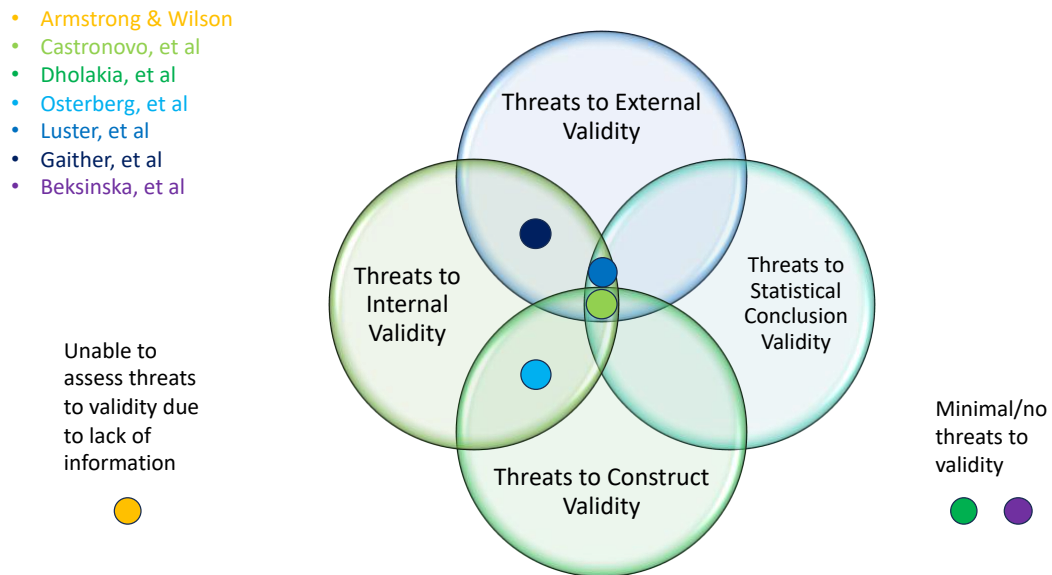 • Armstrong & Wilson
• Castronovo, et al
• Dholakia, et al
• Osterberg, et al
• Luster, et al
• Gaither, et al
• Beksinska, et al
Threats to External
Validity
Threats to
Internal
Validity
Threats to
Statistical
Conclusion
Validity
Threats to Construct
Validity
Unable to
assess threats
to validity due
to lack of
information
Minimal/no
threats to
validity